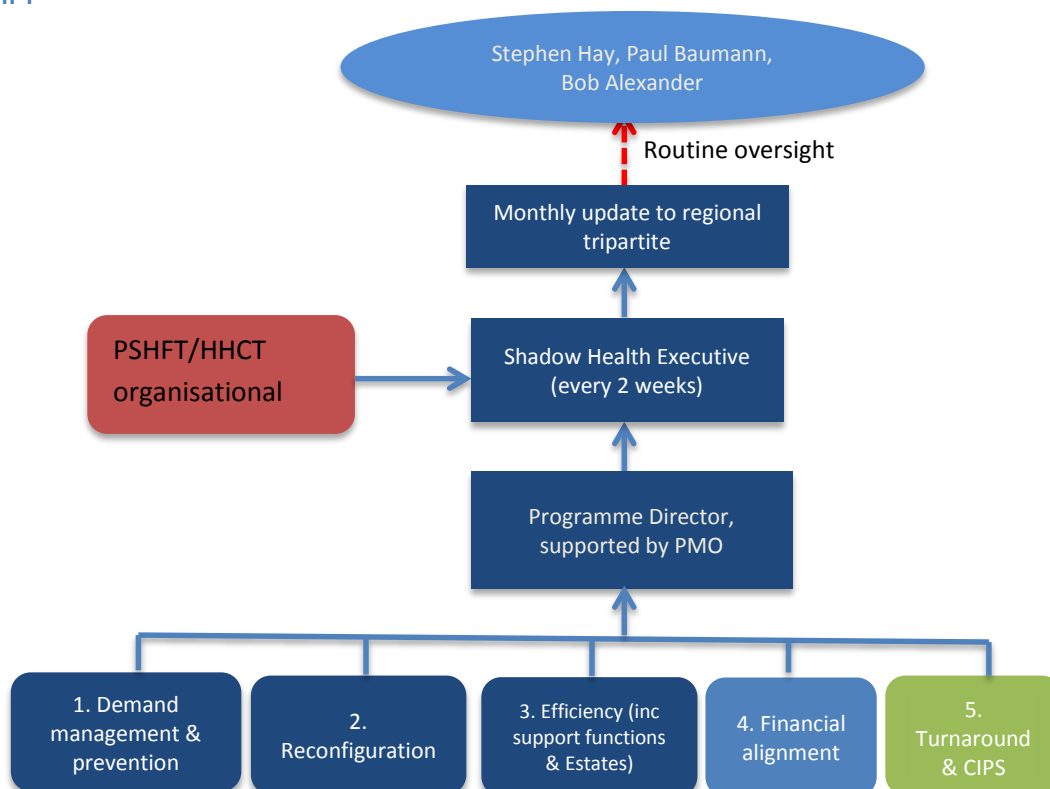 Stephen Hay, Paul Baumann,
Bob Alexander
Routine oversight
Monthly update to regional
tripartite
PSHFT/HHCT
organisational
Shadow Health Executive
(every 2 weeks)
Programme Director,
supported by PMO
1. Demand
management &
prevention
2.
Reconfiguration
3. Efficiency (inc
support functions
& Estates)
4. Financial
alignment
5.
Turnaround
& CIPS